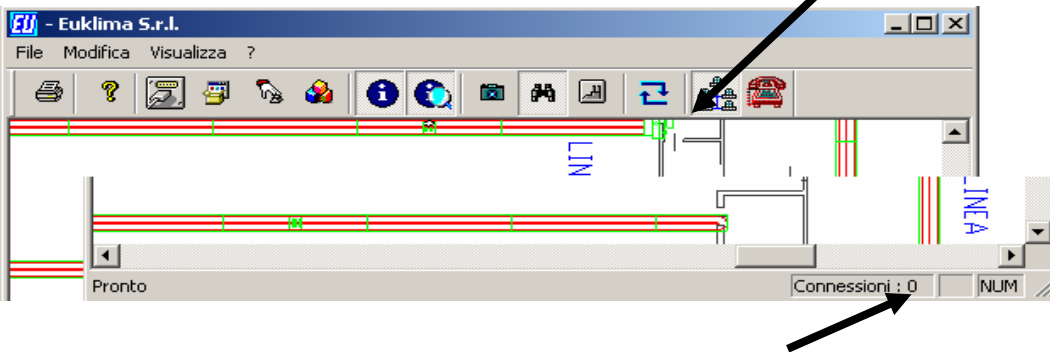 EU - Euklima S.r.l.
File Modifica Visualizza ?
LIN
LINEA
Pronto
Connessioni : 0
NUM